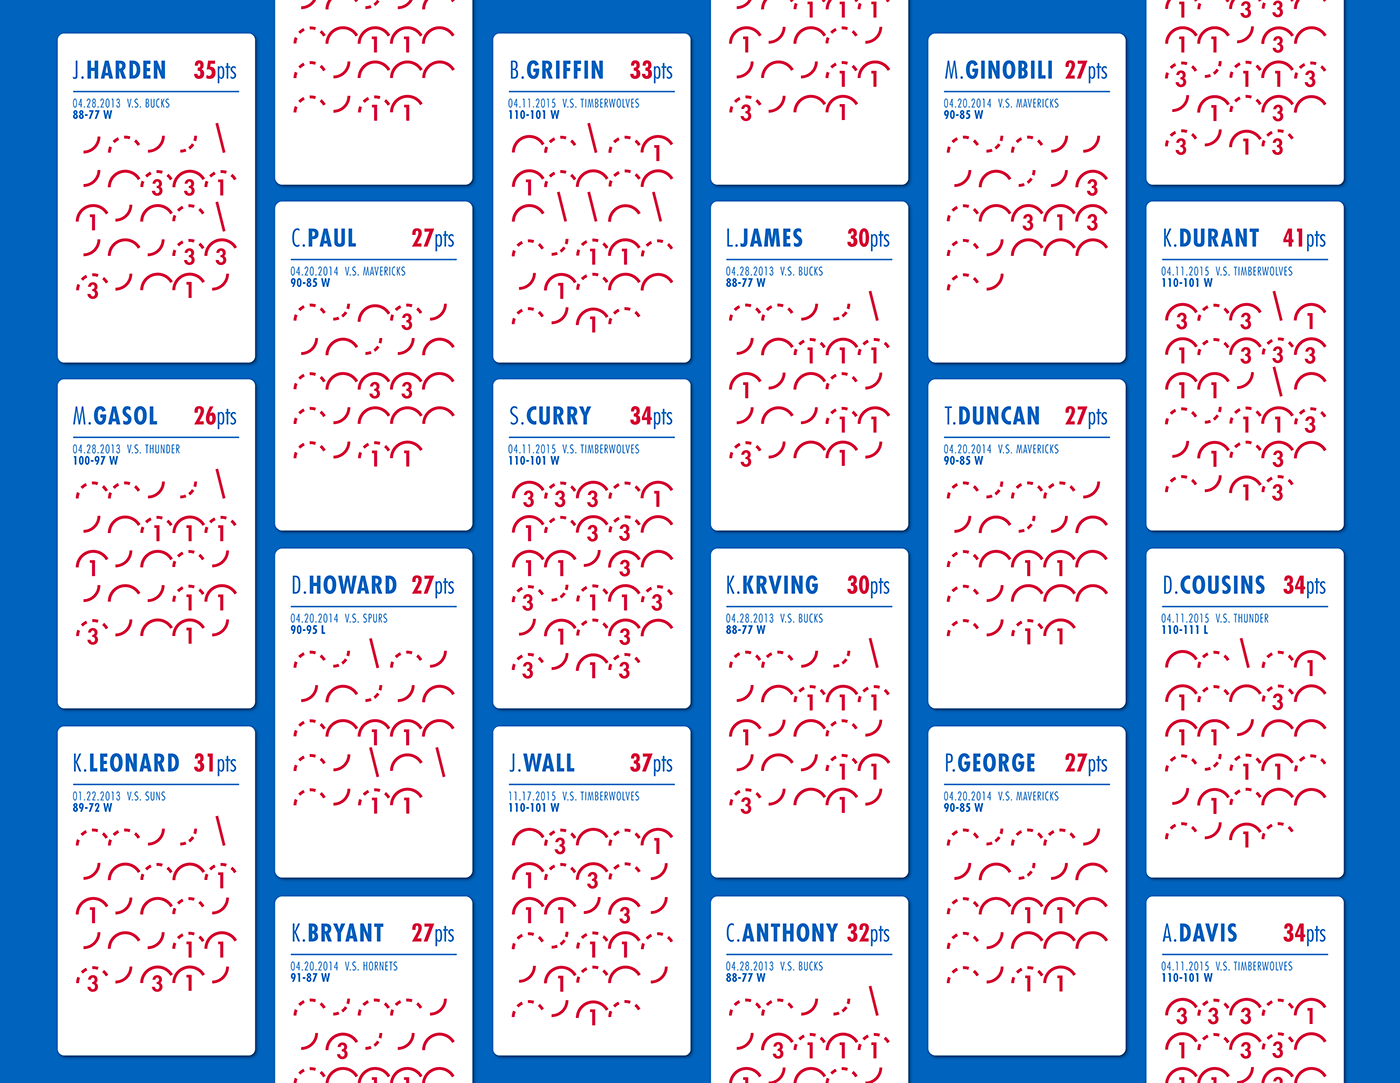 J.HARDEN 35pts
04.28.2013 V.S. BUCKS
88-77 W
M.GASOL 26pts
04.28.2013 V.S. THUNDER
100-97 W
K.LEONARD 31pts
01.22.2013 V.S. SUNS
89-72 W
C.PAUL 27pts
04.20.2014 V.S. MAVERICKS
90-85 W
D.HOWARD 27pts
04.20.2014 V.S. SPURS
90-95 L
K.BRYANT 27pts
04.20.2014 V.S. HORNETS
91-87 W
B.GRIFFIN 33pts
04.11.2015 V.S. TIMBERWOLVES
110-101 W
S.CURRY 34pts
04.11.2015 V.S. TIMBERWOLVES
110-101 W
J.WALL 37pts
11.17.2015 V.S. TIMBERWOLVES
110-101 W
L.JAMES 30pts
04.28.2013 V.S. BUCKS
88-77 W
K.KRVING 30pts
04.28.2013 V.S. BUCKS
88-77 W
C.ANTHONY 32pts
04.28.2013 V.S. BUCKS
88-77 W
M.GINOBILI 27pts
04.20.2014 V.S. MAVERICKS
90-85 W
T.DUNCAN 27pts
04.20.2014 V.S. MAVERICKS
90-85 W
P.GEORGE 27pts
04.20.2014 V.S. MAVERICKS
90-85 W
K.DURANT 41pts
04.11.2015 V.S. TIMBERWOLVES
110-101 W
D.COUSINS 34pts
04.11.2015 V.S. THUNDER
110-111 L
A.DAVIS 34pts
04.11.2015 V.S. TIMBERWOLVES
110-101 W